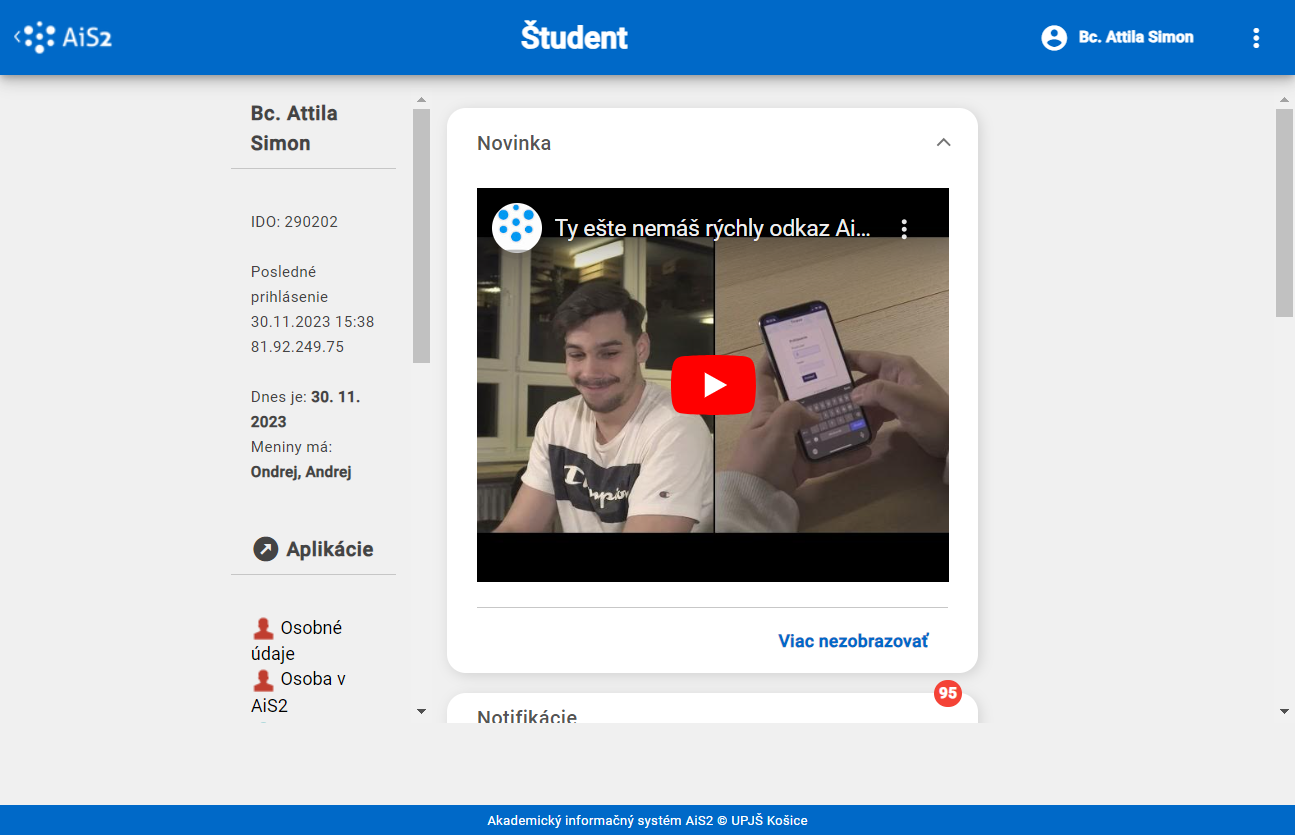 AiS2
Študent
Bc. Attila Simon
Bc. Attila
Simon
IDO: 290202
Posledné
prihlásenie
30.11.2023 15:38
81.92.249.75
Dnes je: 30. 11.
2023
Meniny má:
Ondrej, Andrej
Aplikácie
Osobné
údaje
Osoba v
AiS2
Novinka
Ty ešte nemáš rýchly odkaz Ai...
Champion
Viac nezobrazovať
95
Notifikácie
Akademický informačný systém AiS2 © UPJŠ Košice